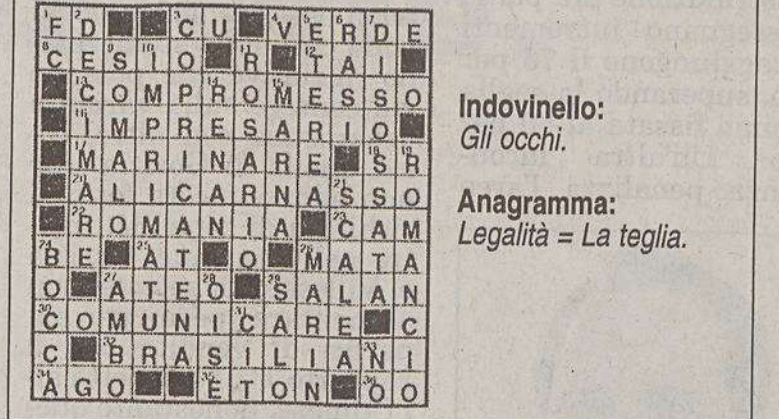 F D C U V E R D E
C E S I O R T A I
C O M P R O M E S S O
I M P R E S A R I O
M A R I N A R E S R
A L I C A R N A S S O
R O M A N I A C A M
B E A T O M A T A
O A T E O S A L A N
C O M U N I C A R E C
C B R A S I L I A N I
A G O E T O N O O
Indovinello:
Gli occhi.
Anagramma:
Legalità = La teglia.